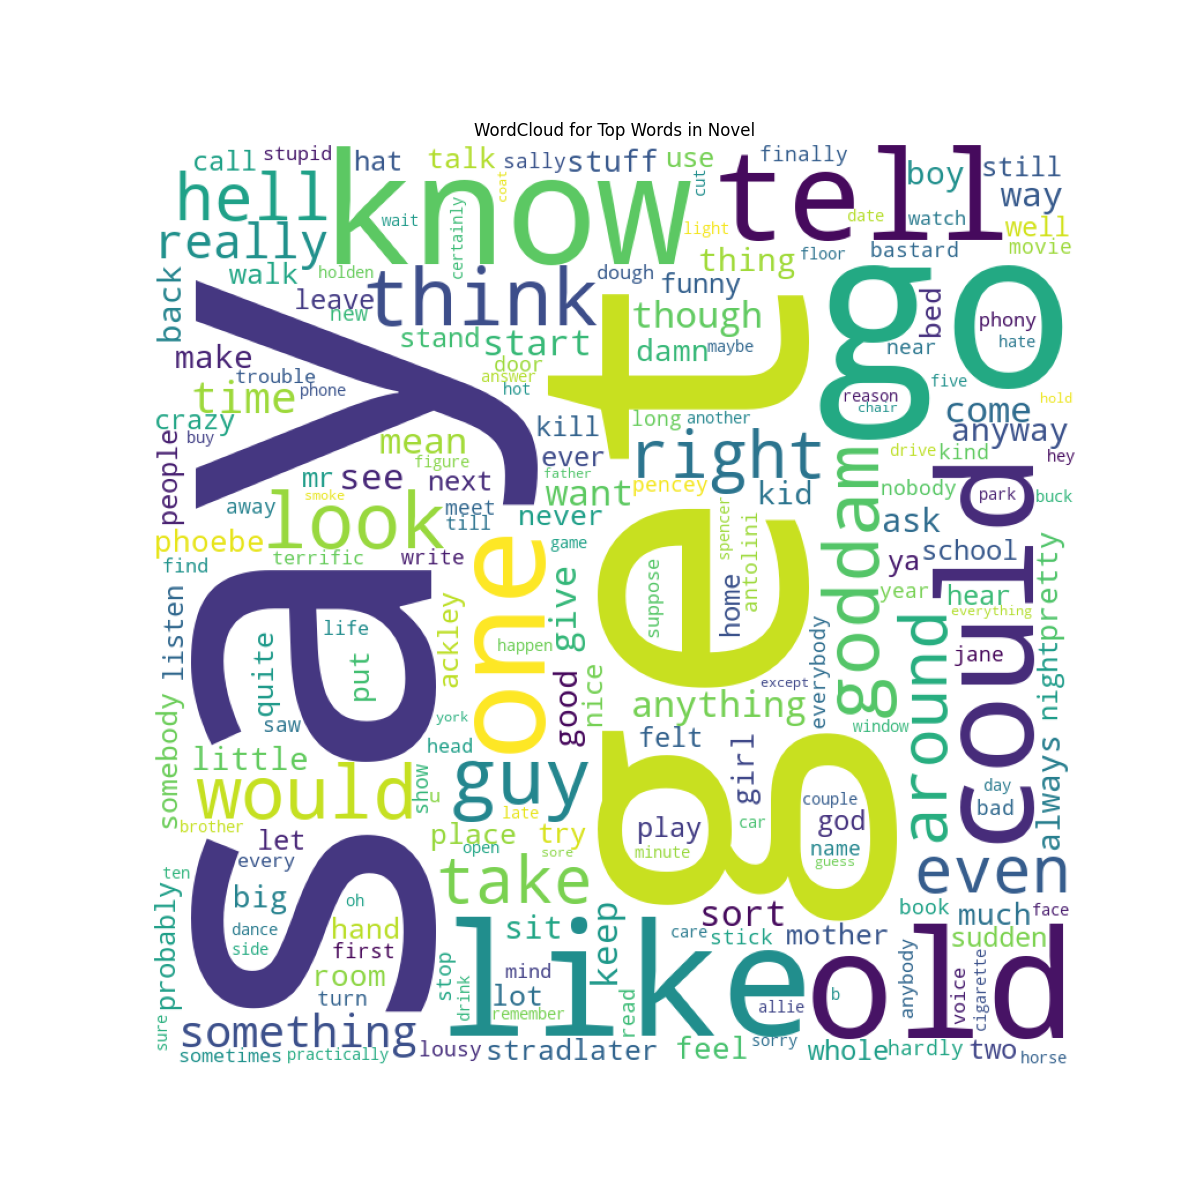 WordCloud for Top Words in Novel
call stupid hat talk sally stuff use finally boy still
hell know wait certainly coat cut tell date watch way
really light thing floor bastard well movie
back walk holden think dough funny go
leave new though bed phony
make say stand start get damn maybe near hate
time trouble phone door answer hot five
crazy buy mean kill long another reason chair come hold
people figure ever right anyway
mr see next father want pencey kid drive kind hey
away look smoke meet till never goddam nobody could park buck
phoebe terrific write one game spencer ask
find antolini ya school
listen life give suppose home year hear everything pretty
quite put ackley happen everybody around jane night
somebody saw york good nice anything except window
little head felt girl always
would show u guy late couple day bad
brother let place try play car god
every open sore minute name guess even
ten big oh take
probably dance hand sit keep sort book much face
side first like care stick mother old sudden
room stop mind anybody voice cigarette
turn drink lot read allie b
something remember
sure sometimes practically lousy stradlater feel sorry whole hardly two horse